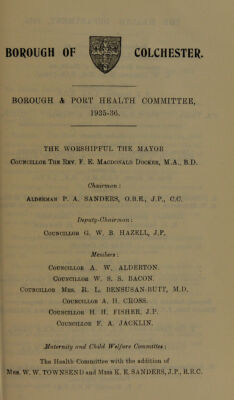 BOROUGH OF COLCHESTER.
BOROUGH & PORT HEALTH COMMITTEE,
1935-36.
THE WORSHIPFUL THE MAYOR
COUNCILLOR THE REV. F. E. MACDONALD DOCKER, M.A., B.D.
Chairman:
ALDERMAN P. A. SANDERS, O.B.E., J.P., C.C.
Deputy-Chairman:
COUNCILLOR G. W. B. HAZELL, J.P.
Members:
COUNCILLOR A. W. ALDERTON.
COUNCILLOR W. S. S. BACON.
COUNCILLOR MRS. R. L. BENSUSAN-BUTT, M.D.
COUNCILLOR A. H. CROSS.
COUNCILLOR H. H. FISHER, J.P.
COUNCILLOR F. A. JACKLIN.
Maternity and Child Welfare Committee:
The Health Committee with the addition of
MRS. W. W. TOWNSEND and MISS K. E. SANDERS, J.P., R.R.C.